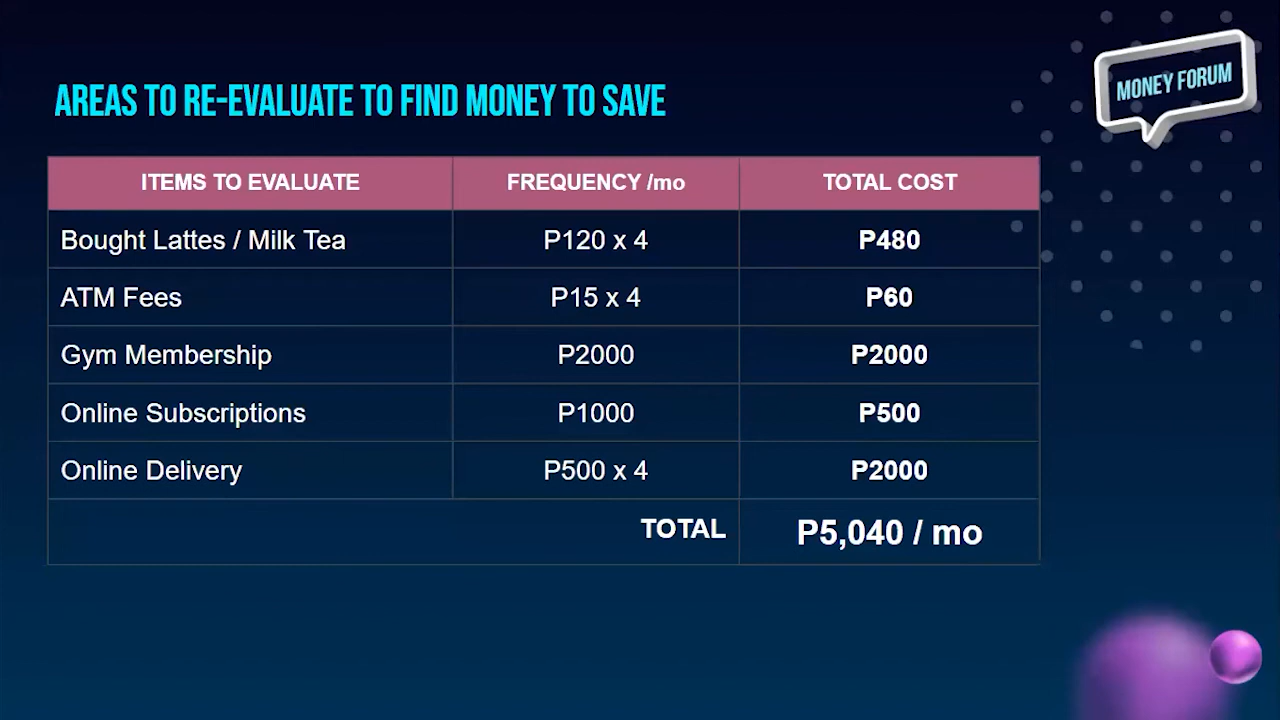 MONEY FORUM
AREAS TO RE-EVALUATE TO FIND MONEY TO SAVE
ITEMS TO EVALUATE FREQUENCY /mo TOTAL COST
Bought Lattes / Milk Tea P120 x 4 P480
ATM Fees P15 x 4 P60
Gym Membership P2000 P2000
Online Subscriptions P1000 P500
Online Delivery P500 x 4 P2000
TOTAL P5,040 / mo